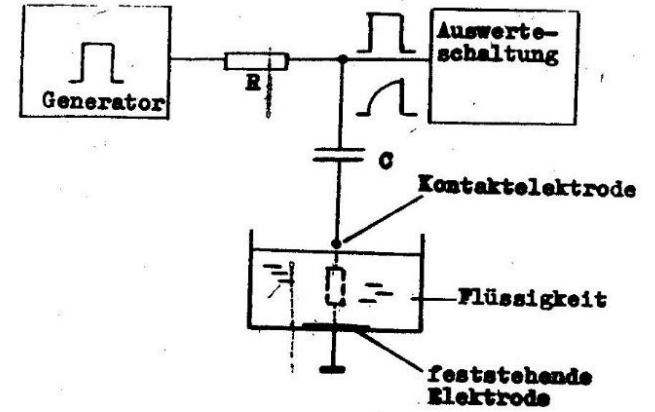 Auswerte-
schaltung
Generator
R
C
Kontaktelektrode
Flüssigkeit
feststehende
Elektrode